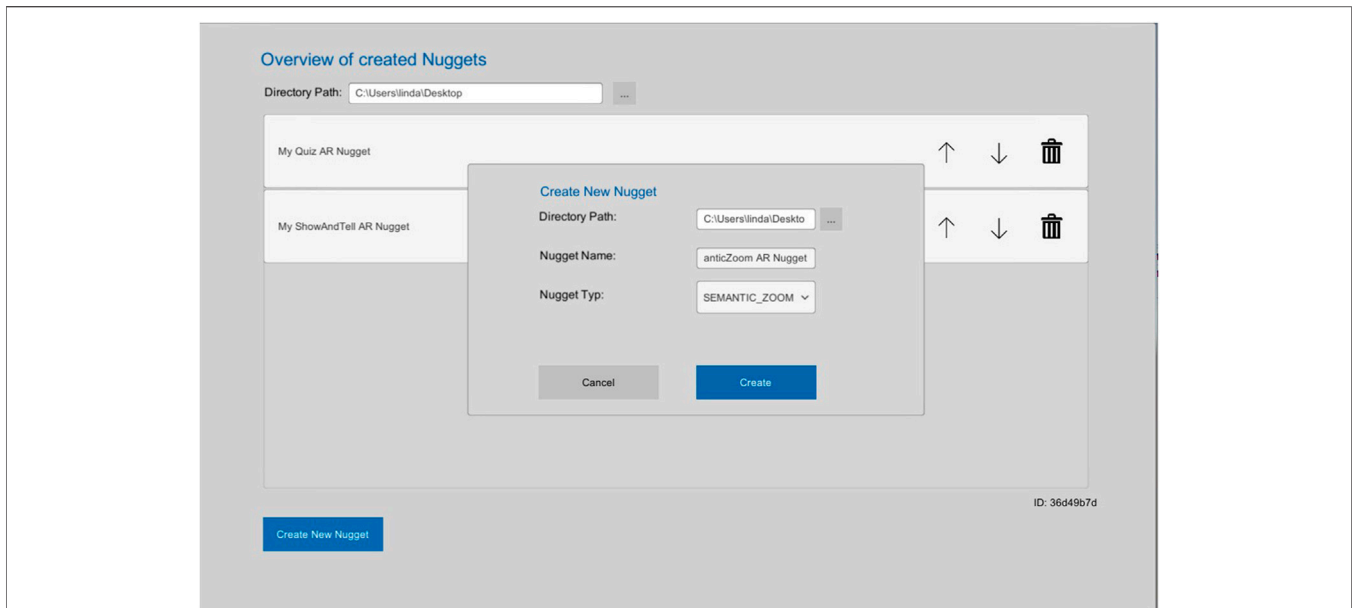 Overview of created Nuggets
Directory Path: C:\Users\linda\Desktop ...
My Quiz AR Nugget
Create New Nugget
Directory Path: C:\Users\linda\Deskto ...
My ShowAndTell AR Nugget
Nugget Name: anticZoom AR Nugget
Nugget Typ: SEMANTIC_ZOOM
Cancel Create
ID: 36d49b7d
Create New Nugget